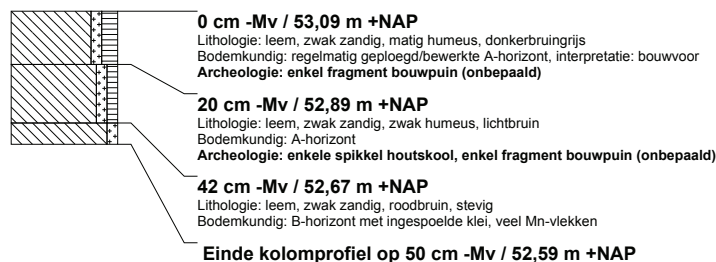 0 cm -Mv / 53,09 m +NAP
Lithologie: leem, zwak zandig, matig humeus, donkerbruingrijs
Bodemkundig: regelmatig geploegd/bewerkte A-horizont, interpretatie: bouwvoor
Archeologie: enkel fragment bouwpuin (onbepaald)
20 cm -Mv / 52,89 m +NAP
Lithologie: leem, zwak zandig, zwak humeus, lichtbruin
Bodemkundig: A-horizont
Archeologie: enkele spikkel houtskool, enkel fragment bouwpuin (onbepaald)
42 cm -Mv / 52,67 m +NAP
Lithologie: leem, zwak zandig, roodbruin, stevig
Bodemkundig: B-horizont met ingespoelde klei, veel Mn-vlekken
Einde kolomprofiel op 50 cm -Mv / 52,59 m +NAP